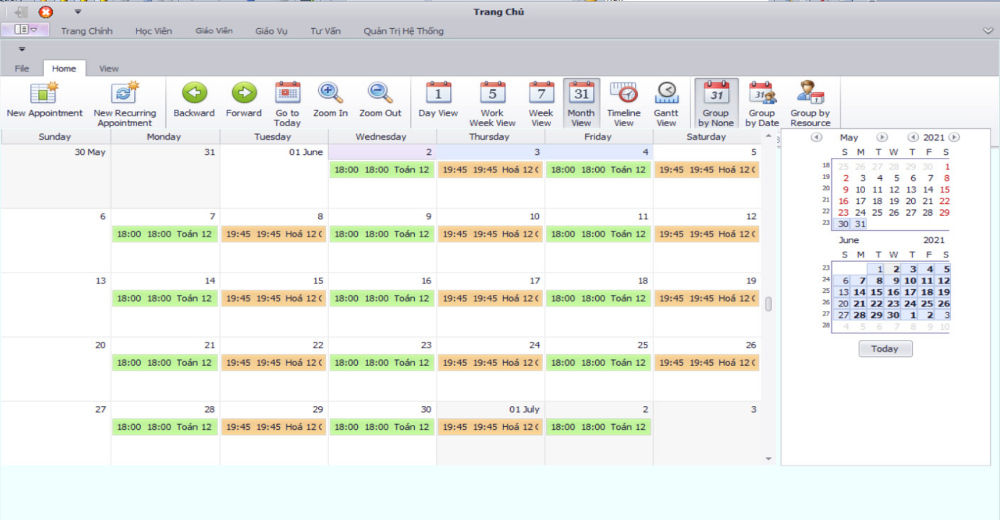 Trang Chủ
Trang Chính Học Viên Giáo Viên Giáo Vụ Tư Vấn Quản Trị Hệ Thống
File Home View
1 5 7 31 31 31 1
New Appointment New Recurring Appointment Backward Forward Go to Today Zoom In Zoom Out Day View Work Week View Week View Month View Timeline View Gantt View Group by None Group by Date Group by Resource
Sunday Monday Tuesday Wednesday Thursday Friday Saturday
30 May 31 01 June 2 3 4 5
18:00 18:00 Toán 12 19:45 19:45 Hoá 12 ( 18:00 18:00 Toán 12 19:45 19:45 Hoá 12 (
6 7 8 9 10 11 12
18:00 18:00 Toán 12 19:45 19:45 Hoá 12 ( 18:00 18:00 Toán 12 19:45 19:45 Hoá 12 ( 18:00 18:00 Toán 12 19:45 19:45 Hoá 12 (
13 14 15 16 17 18 19
18:00 18:00 Toán 12 19:45 19:45 Hoá 12 ( 18:00 18:00 Toán 12 19:45 19:45 Hoá 12 ( 18:00 18:00 Toán 12 19:45 19:45 Hoá 12 (
20 21 22 23 24 25 26
18:00 18:00 Toán 12 19:45 19:45 Hoá 12 ( 18:00 18:00 Toán 12 19:45 19:45 Hoá 12 ( 18:00 18:00 Toán 12 19:45 19:45 Hoá 12 (
27 28 29 30 01 July 2 3
18:00 18:00 Toán 12 19:45 19:45 Hoá 12 ( 18:00 18:00 Toán 12 19:45 19:45 Hoá 12 ( 18:00 18:00 Toán 12
May 2021
S M T W T F S
18 25 26 27 28 29 30 1
19 2 3 4 5 6 7 8
20 9 10 11 12 13 14 15
21 16 17 18 19 20 21 22
22 23 24 25 26 27 28 29
23 30 31
June 2021
S M T W T F S
23 1 2 3 4 5
24 6 7 8 9 10 11 12
25 13 14 15 16 17 18 19
26 20 21 22 23 24 25 26
27 27 28 29 30 1 2 3
28 4 5 6 7 8 9 10
Today